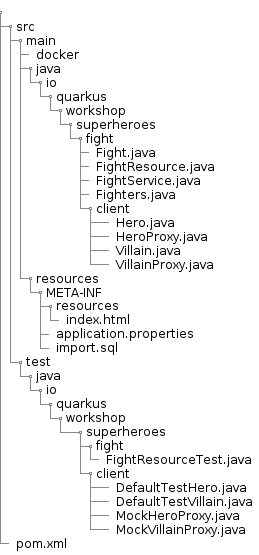 src
main
docker
java
io
quarkus
workshop
superheroes
fight
Fight.java
FightResource.java
FightService.java
Fighters.java
client
Hero.java
HeroProxy.java
Villain.java
VillainProxy.java
resources
META-INF
resources
index.html
application.properties
import.sql
test
java
io
quarkus
workshop
superheroes
fight
FightResourceTest.java
client
DefaultTestHero.java
DefaultTestVillain.java
MockHeroProxy.java
MockVillainProxy.java
pom.xml